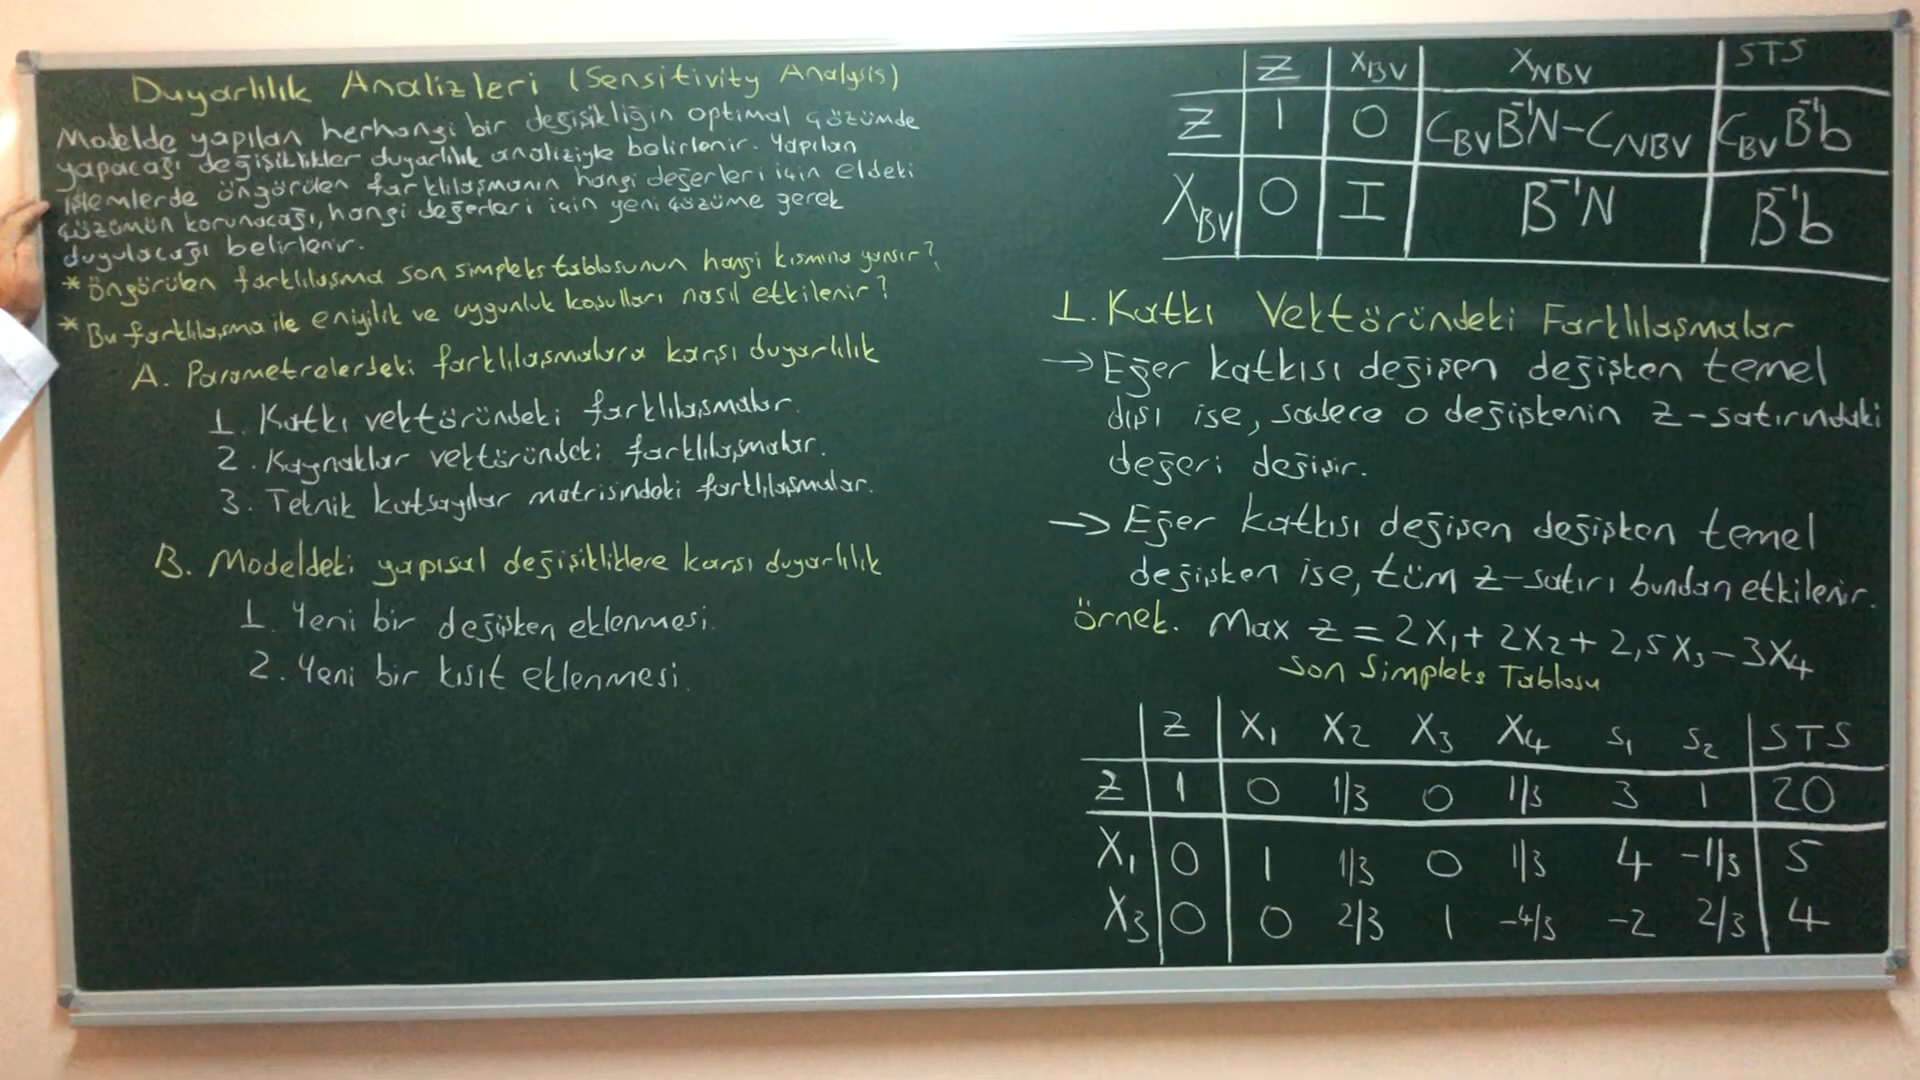 Duyarlılık Analizleri (Sensitivity Analysis)
Modelde yapılan herhangi bir değişikliğin optimal çözümde
yapacağı değişiklikler duyarlılık analiziyle belirlenir. Yapılan
işlemlerde öngörülen farklılaşmanın hangi değerleri için eldeki
çözümün korunacağı, hangi değerleri için yeni çözüme gerek
duyulacağı belirlenir.
* Öngörülen farklılaşma son simpleks tablosunun hangi kısmına yansır?
* Bu farklılaşma ile eniyilik ve uygunluk koşulları nasıl etkilenir?
A. Parametrelerdeki farklılaşmalara karşı duyarlılık
1. Katkı vektöründeki farklılaşmalar.
2. Kaynaklar vektöründeki farklılaşmalar.
3. Teknik katsayılar matrisindeki farklılaşmalar.
B. Modeldeki yapısal değişikliklere karşı duyarlılık
1. Yeni bir değişken eklenmesi.
2. Yeni bir kısıt eklenmesi.
Z X_BV X_NBV STS
Z 1 0 C_BV B⁻¹N-C_NBV C_BV B⁻¹b
X_BV 0 I B⁻¹N B⁻¹b
1. Katkı Vektöründeki Farklılaşmalar
→ Eğer katkısı değişen değişken temel
dışı ise, sadece o değişkenin z-satırındaki
değeri değişir.
→ Eğer katkısı değişen değişken temel
değişken ise, tüm z-satırı bundan etkilenir.
Örnek. Max z = 2X₁ + 2X₂ + 2,5X₃ - 3X₄
Son Simpleks Tablosu
Z X₁ X₂ X₃ X₄ S₁ S₂ STS
Z 1 0 1/3 0 1/3 3 1 20
X₁ 0 1 1/3 0 1/3 4 -1/3 5
X₃ 0 0 2/3 1 -4/3 -2 2/3 4